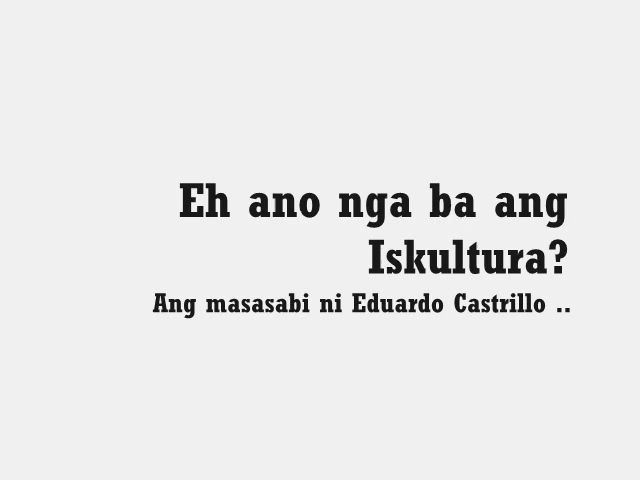 Eh ano nga ba ang
Iskultura?
Ang masasabi ni Eduardo Castrillo ..